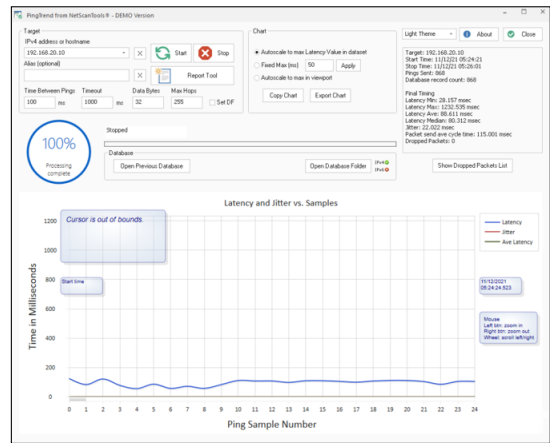 PingTrend from NetScanTools® - DEMO Version
Target
IPv4 address or hostname
192.168.20.10
Start
Stop
Alias (optional)
Report Tool
Time Between Pings
Timeout
Data Bytes
Max Hops
100 ms
1000 ms
32
255
Set DF
Chart
Autoscale to max Latency Value in dataset
Fixed Max (ms)
50
Apply
Autoscale to max in viewport
Copy Chart
Export Chart
Light Theme
About
Close
Target: 192.168.20.10
Start Time: 11/12/21 05:24:21
Stop Time: 11/12/21 05:26:01
Pings Sent: 868
Database record count: 868
Final Timing
Latency Min: 28.157 msec
Latency Max: 1232.535 msec
Latency Ave: 88.611 msec
Latency Median: 80.312 msec
Jitter: 22.022 msec
Packet send ave cycle time: 115.001 msec
Dropped Packets: 0
100%
Processing
complete
Stopped
Database
Open Previous Database
Open Database Folder
IPv4
IPv6
Show Dropped Packets List
Latency and Jitter vs. Samples
Cursor is out of bounds.
Start time
Time in Milliseconds
1200
1000
800
600
400
200
0
0 1 2 3 4 5 6 7 8 9 10 11 12 13 14 15 16 17 18 19 20 21 22 23 24
Ping Sample Number
Latency
Jitter
Ave Latency
11/12/2021
05:24:24.523
Mouse
Left btn: zoom in
Right btn: zoom out
Wheel: scroll left/right